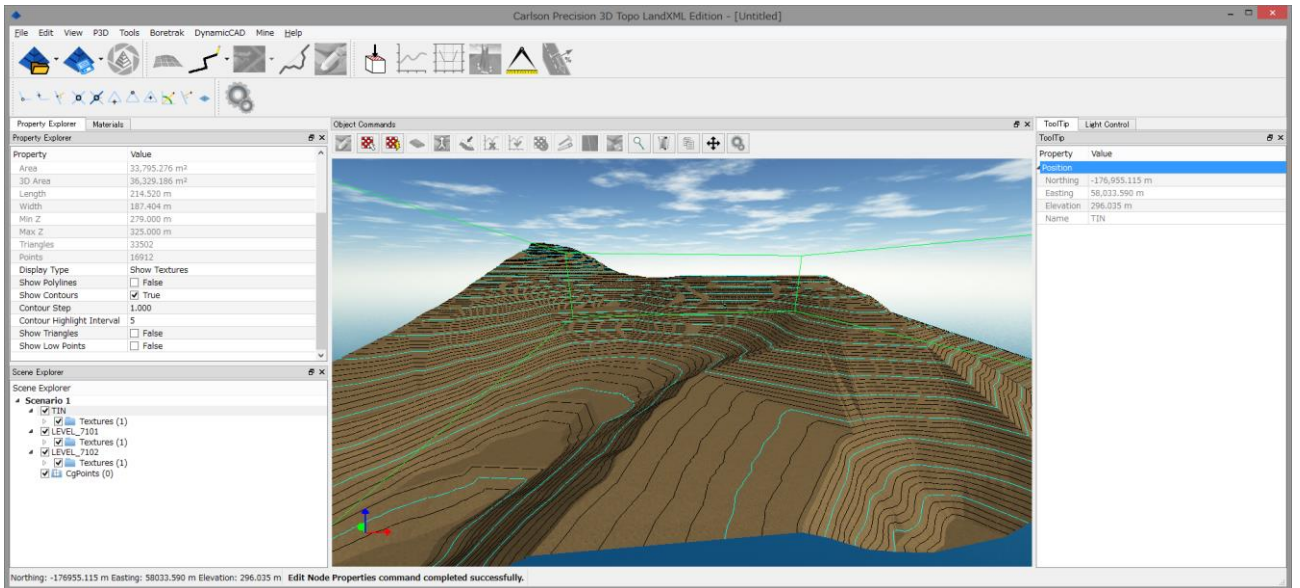 Carlson Precision 3D Topo LandXML Edition - [Untitled]
File Edit View P3D Tools Boretrak DynamicCAD Mine Help
Property Explorer Materials
Property Explorer
Property Value
Area 33,795.276 m²
3D Area 36,329.186 m²
Length 214.520 m
Width 187.404 m
Min Z 279.000 m
Max Z 325.000 m
Triangles 33502
Points 16912
Display Type Show Textures
Show Polylines False
Show Contours True
Contour Step 1.000
Contour Highlight Interval 5
Show Triangles False
Show Low Points False
Scene Explorer
Scene Explorer
Scenario 1
TIN
Textures (1)
LEVEL_7101
Textures (1)
LEVEL_7102
Textures (1)
CgPoints (0)
Object Commands
ToolTip Light Control
ToolTip
Property Value
Position
Northing -176,955.115 m
Easting 58,033.590 m
Elevation 296.035 m
Name TIN
Northing: -176955.115 m Easting: 58033.590 m Elevation: 296.035 m Edit Node Properties command completed successfully.